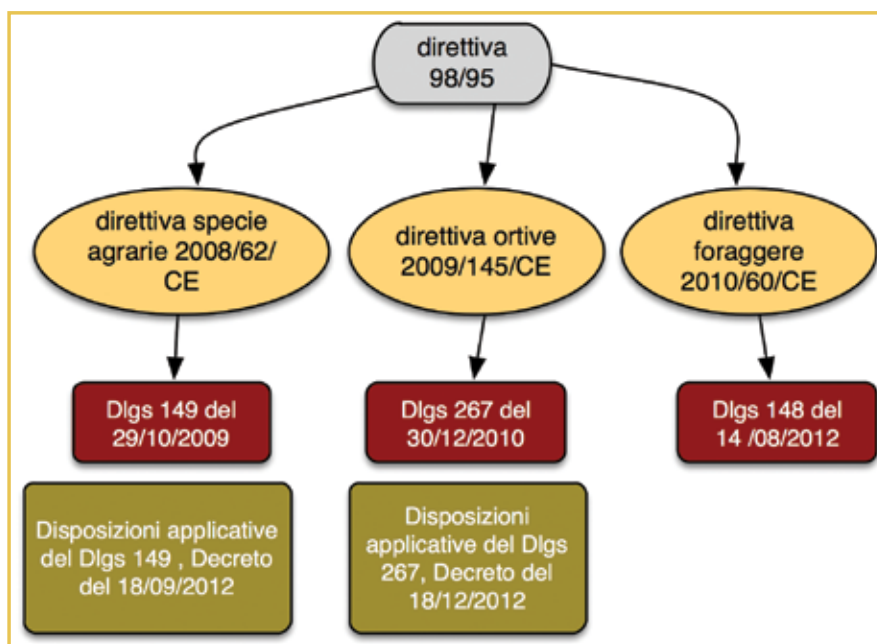 direttiva
98/95
direttiva specie
agrarie 2008/62/
CE
direttiva ortive
2009/145/CE
direttiva
foraggere
2010/60/CE
Dlgs 149 del
29/10/2009
Dlgs 267 del
30/12/2010
Dlgs 148 del
14 /08/2012
Disposizioni applicative
del Dlgs 149 , Decreto
del 18/09/2012
Disposizioni
applicative del Dlgs
267, Decreto del
18/12/2012